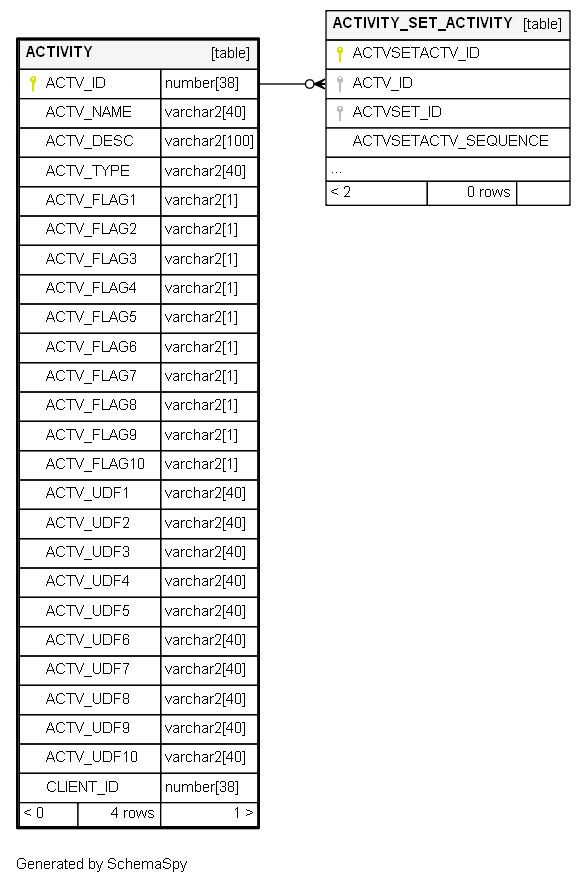 ACTIVITY [table]
ACTV_ID number[38]
ACTV_NAME varchar2[40]
ACTV_DESC varchar2[100]
ACTV_TYPE varchar2[40]
ACTV_FLAG1 varchar2[1]
ACTV_FLAG2 varchar2[1]
ACTV_FLAG3 varchar2[1]
ACTV_FLAG4 varchar2[1]
ACTV_FLAG5 varchar2[1]
ACTV_FLAG6 varchar2[1]
ACTV_FLAG7 varchar2[1]
ACTV_FLAG8 varchar2[1]
ACTV_FLAG9 varchar2[1]
ACTV_FLAG10 varchar2[1]
ACTV_UDF1 varchar2[40]
ACTV_UDF2 varchar2[40]
ACTV_UDF3 varchar2[40]
ACTV_UDF4 varchar2[40]
ACTV_UDF5 varchar2[40]
ACTV_UDF6 varchar2[40]
ACTV_UDF7 varchar2[40]
ACTV_UDF8 varchar2[40]
ACTV_UDF9 varchar2[40]
ACTV_UDF10 varchar2[40]
CLIENT_ID number[38]
< 0 4 rows 1 >
ACTIVITY_SET_ACTIVITY [table]
ACTVSETACTV_ID
ACTV_ID
ACTVSET_ID
ACTVSETACTV_SEQUENCE
...
< 2 0 rows
Generated by SchemaSpy